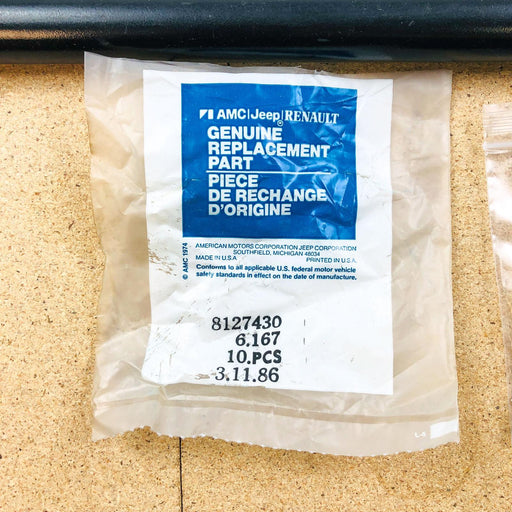 AMC|Jeep®|RENAULT
GENUINE
REPLACEMENT
PART
PIECE
DE RECHANGE
D'ORIGINE
© AMC 1974
AMERICAN MOTORS CORPORATION JEEP CORPORATION
SOUTHFIELD, MICHIGAN 48034
MADE IN U.S.A. PRINTED IN U.S.A.
Conforms to all applicable U.S. federal motor vehicle
safety standards in effect on the date of manufacture.
8127430
6.167
10.PCS
3.11.86